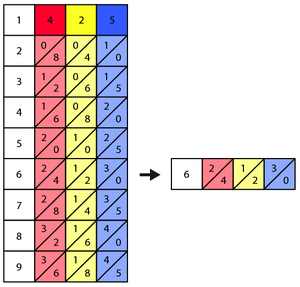 1 4 2 5
2 0/8 0/4 1/0
3 1/2 0/6 1/5
4 1/6 0/8 2/0
5 2/0 1/0 2/5
6 2/4 1/2 3/0
7 2/8 1/4 3/5
8 3/2 1/6 4/0
9 3/6 1/8 4/5
6 2/4 1/2 3/0